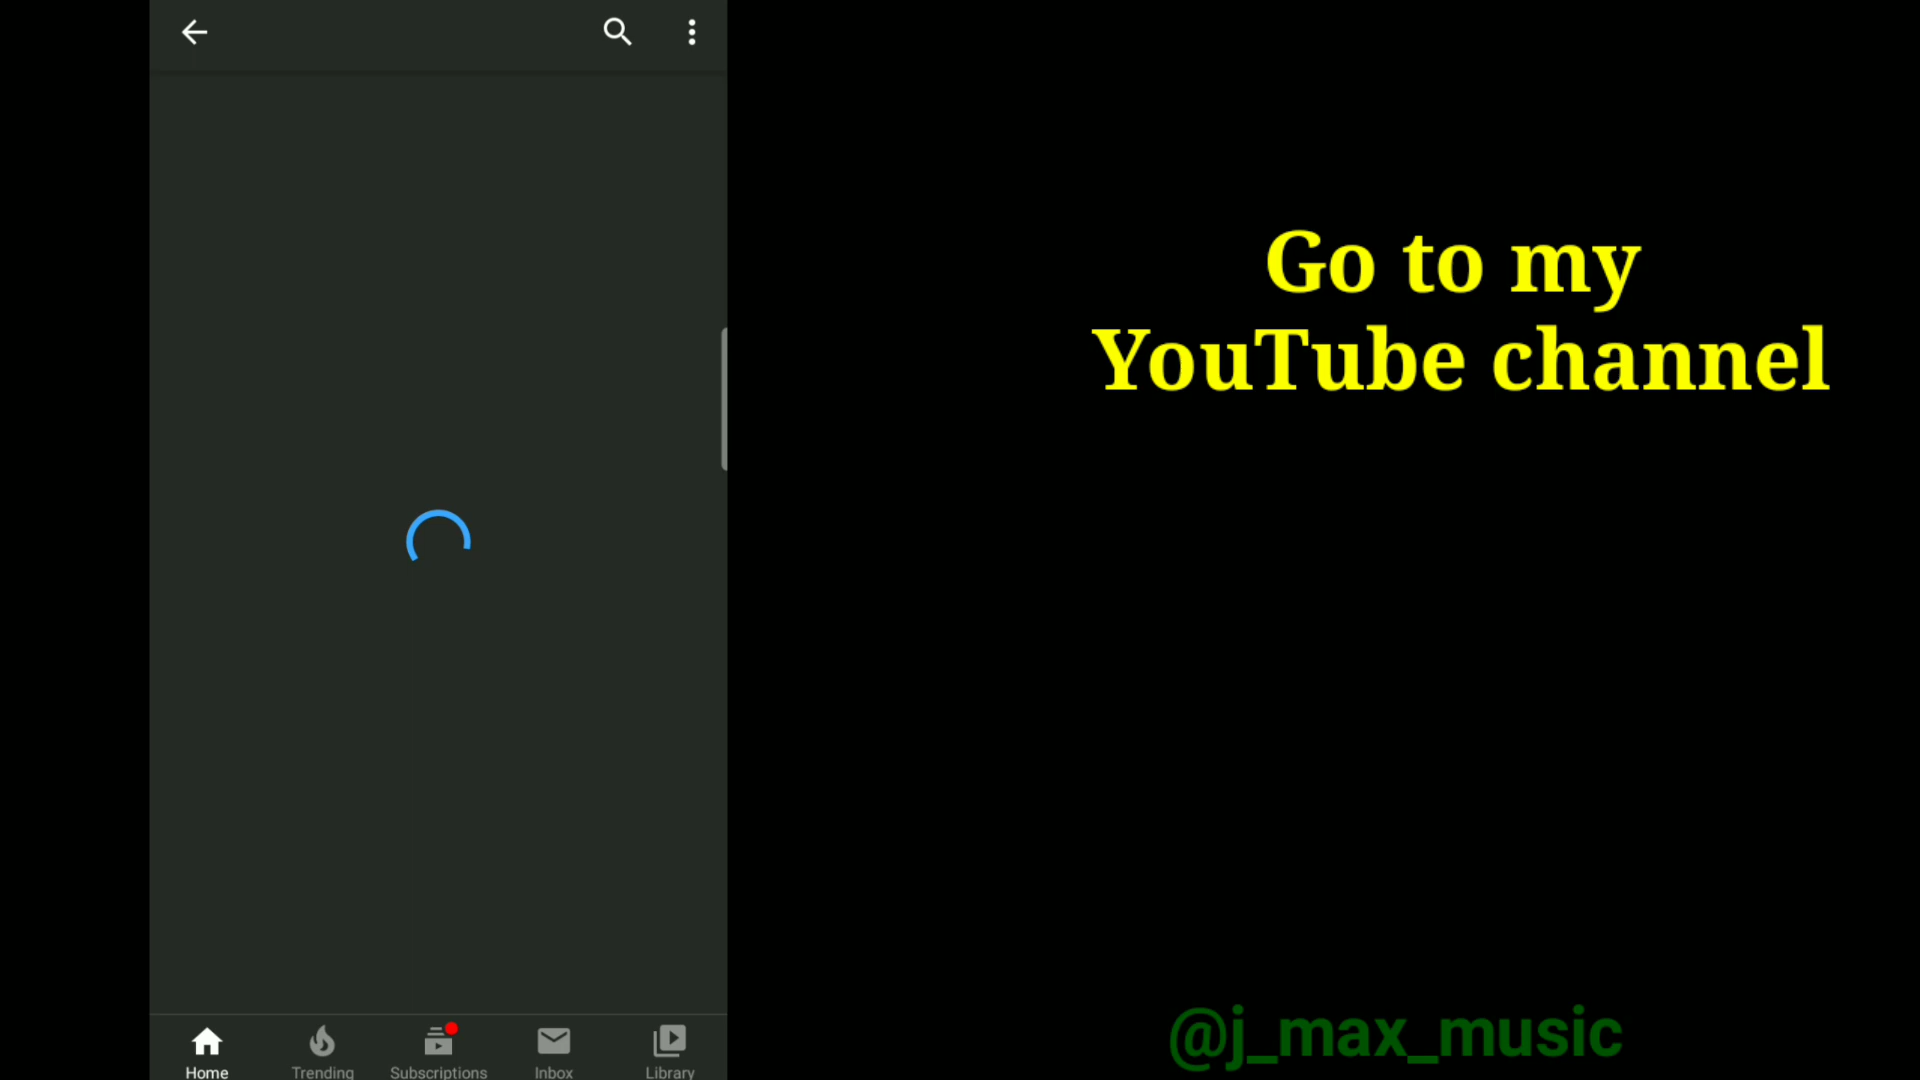 Go to my
YouTube channel
Home
Trending
Subscriptions
Inbox
Library
@j_max_music